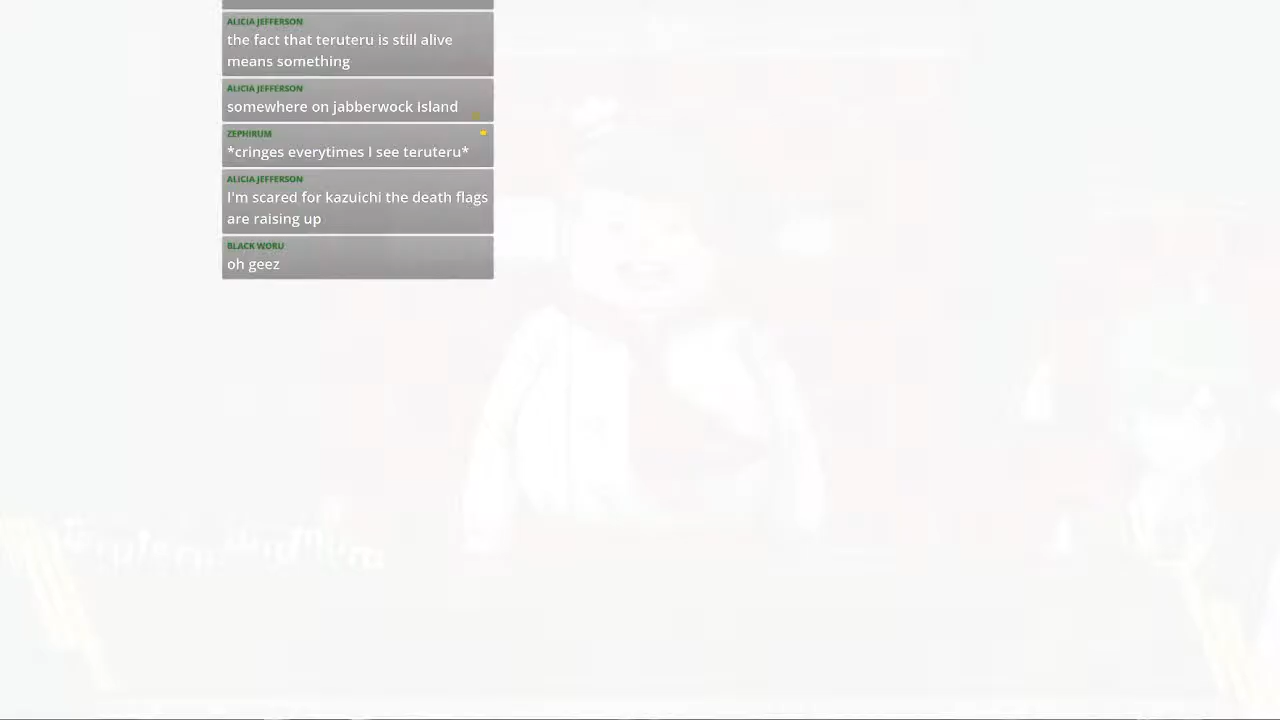 ALICIA JEFFERSON
the fact that teruteru is still alive
means something
ALICIA JEFFERSON
somewhere on jabberwock island
ZEPHIRUM
*cringes everytimes I see teruteru*
ALICIA JEFFERSON
I'm scared for kazuichi the death flags
are raising up
BLACK WORU
oh geez